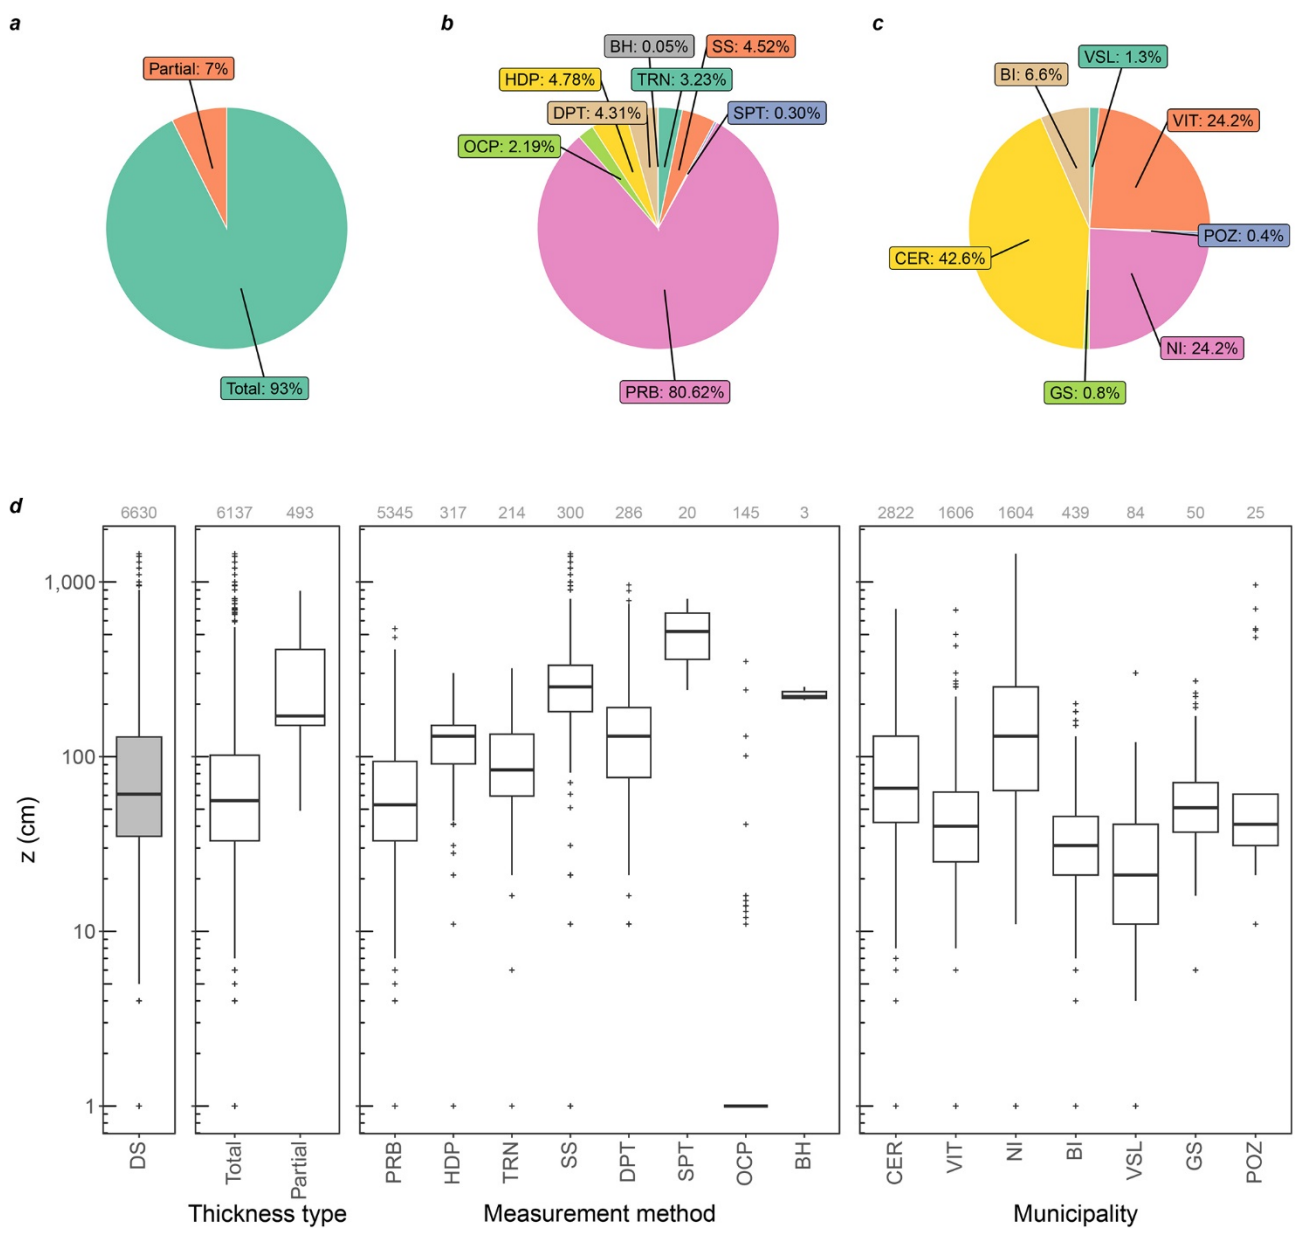 a
b
c
Partial: 7%
Total: 93%
BH: 0.05%
SS: 4.52%
HDP: 4.78%
TRN: 3.23%
DPT: 4.31%
SPT: 0.30%
OCP: 2.19%
PRB: 80.62%
VSL: 1.3%
BI: 6.6%
VIT: 24.2%
POZ: 0.4%
CER: 42.6%
NI: 24.2%
GS: 0.8%
d
6630 6137 493 5345 317 214 300 286 20 145 3 2822 1606 1604 439 84 50 25
1,000
100
10
1
z (cm)
DS Total Partial PRB HDP TRN SS DPT SPT OCP BH CER VIT NI BI VSL GS POZ
Thickness type Measurement method Municipality